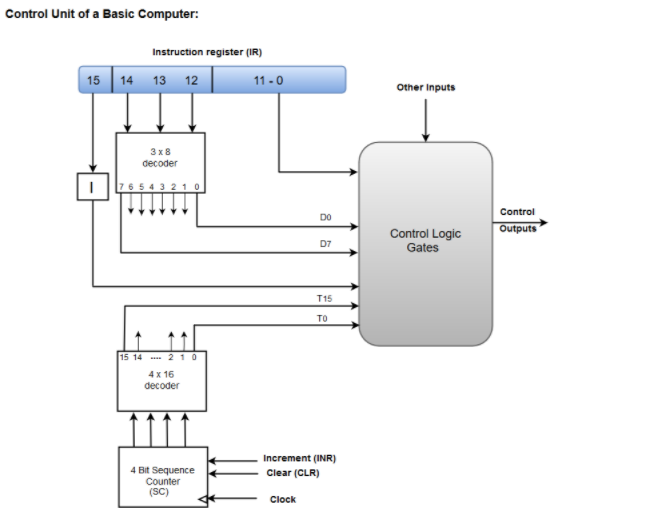 Control Unit of a Basic Computer:
Instruction register (IR)
15 14 13 12 11 - 0
Other Inputs
3 x 8
decoder
I
7 6 5 4 3 2 1 0
D0
D7
Control Logic
Gates
Control
Outputs
T15
T0
15 14 .... 2 1 0
4 x 16
decoder
4 Bit Sequence
Counter
(SC)
Increment (INR)
Clear (CLR)
Clock